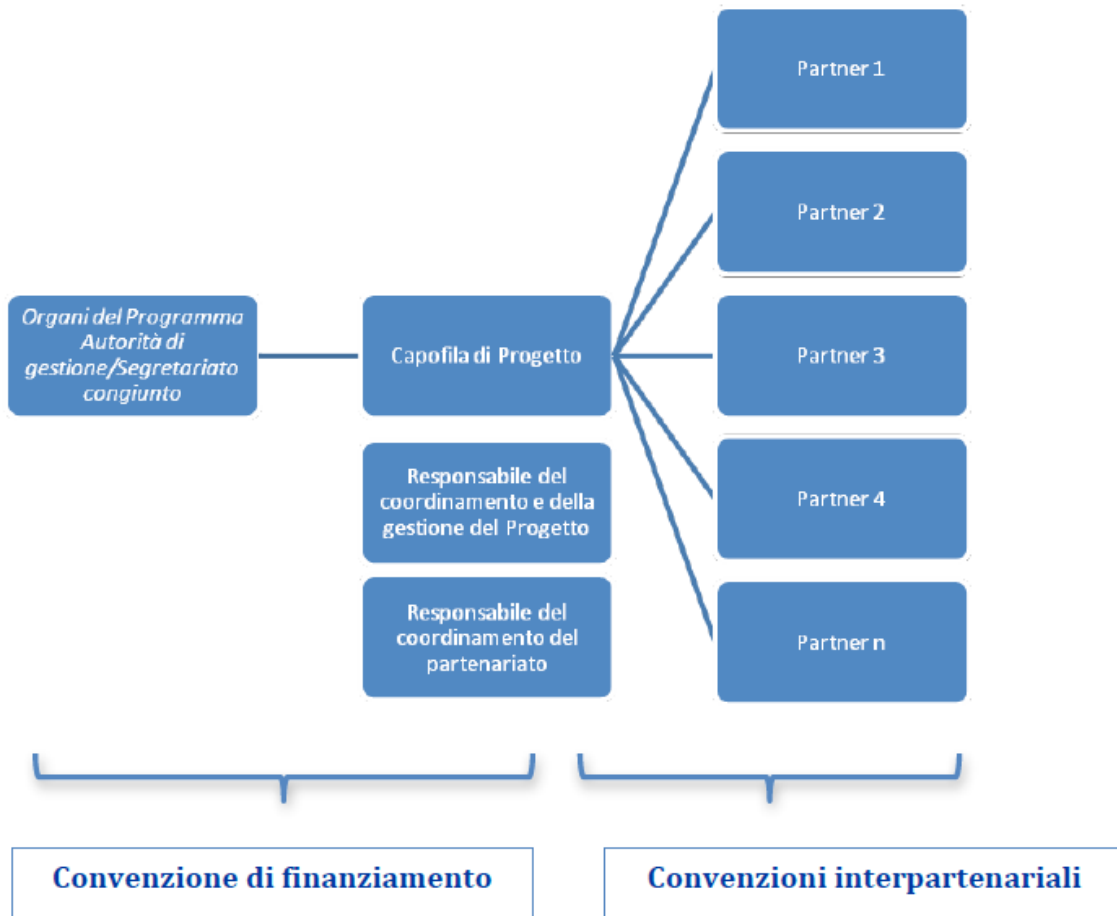 Partner 1
Partner 2
Organi del Programma
Autorità di
gestione/Segretariato
congiunto
Capofila di Progetto
Partner 3
Responsabile del
coordinamento e della
gestione del Progetto
Partner 4
Responsabile del
coordinamento del
partenariato
Partner n
Convenzione di finanziamento
Convenzioni interpartenariali